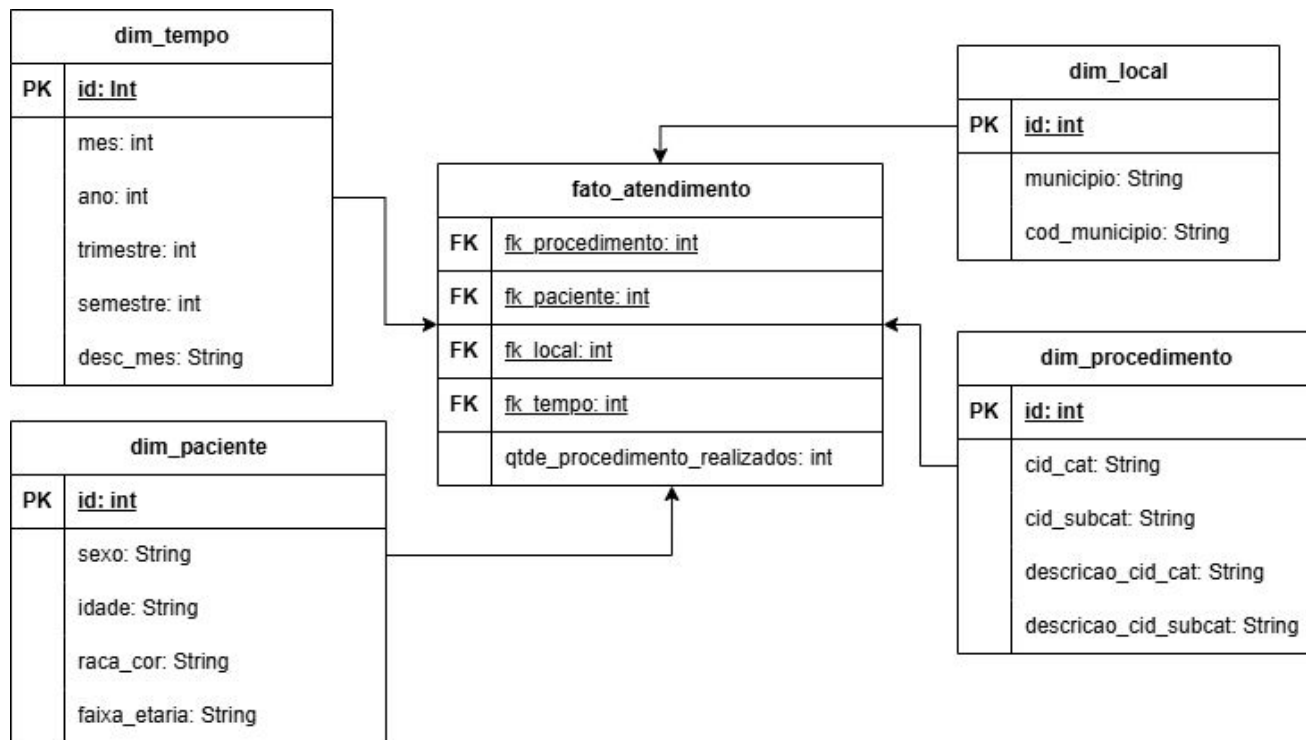 dim_tempo
PK id: Int
mes: int
ano: int
trimestre: int
semestre: int
desc_mes: String
dim_paciente
PK id: int
sexo: String
idade: String
raca_cor: String
faixa_etaria: String
fato_atendimento
FK fk_procedimento: int
FK fk_paciente: int
FK fk_local: int
FK fk_tempo: int
qtde_procedimento_realizados: int
dim_local
PK id: int
municipio: String
cod_municipio: String
dim_procedimento
PK id: int
cid_cat: String
cid_subcat: String
descricao_cid_cat: String
descricao_cid_subcat: String